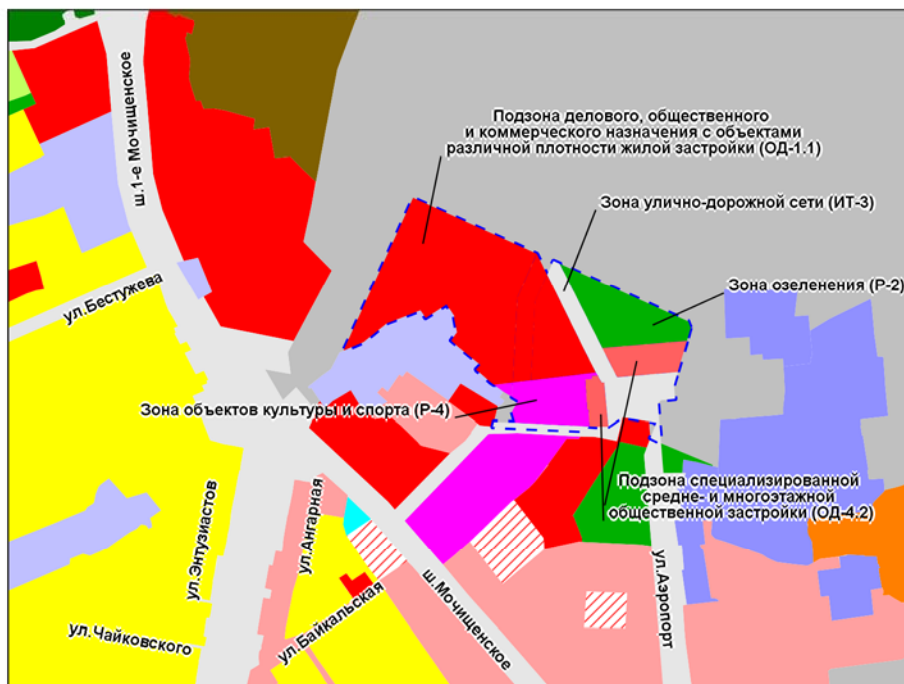 Подзона делового, общественного
и коммерческого назначения с объектами
различной плотности жилой застройки (ОД-1.1)
ш.1-е Мочищенское
Зона улично-дорожной сети (ИТ-3)
ул.Бестужева
Зона озеленения (Р-2)
Зона объектов культуры и спорта (Р-4)
Подзона специализированной
средне- и многоэтажной
общественной застройки (ОД-4.2)
ул.Энтузиастов
ул.Ангарная
ул.Байкальская
ш.Мочищенское
ул.Аэропорт
ул.Чайковского